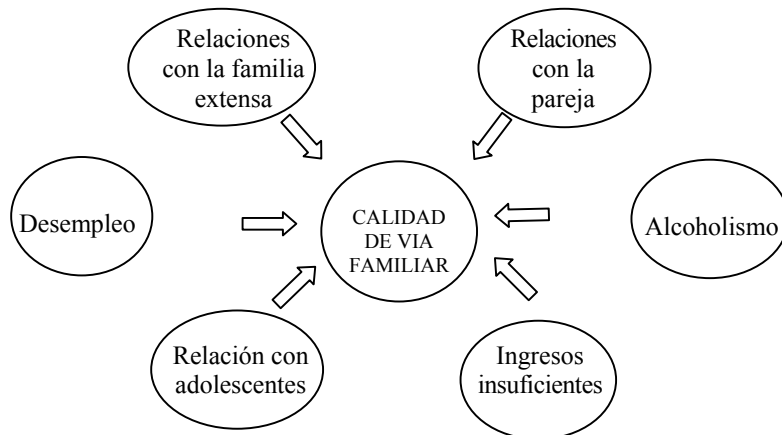 Relaciones
con la familia
extensa
Relaciones
con la
pareja
Desempleo
CALIDAD
DE VIA
FAMILIAR
Alcoholismo
Relación con
adolescentes
Ingresos
insuficientes